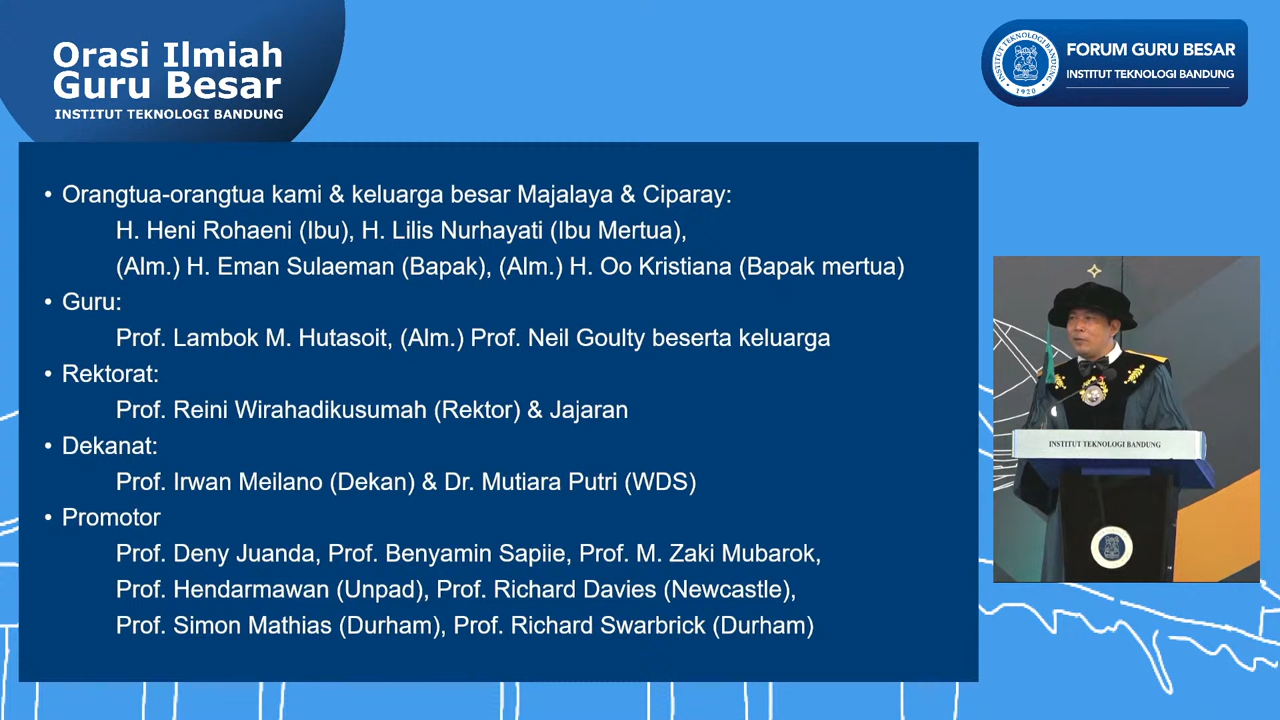 Orasi Ilmiah
Guru Besar
INSTITUT TEKNOLOGI BANDUNG
INSTITUT TEKNOLOGI BANDUNG
1920
FORUM GURU BESAR
INSTITUT TEKNOLOGI BANDUNG
• Orangtua-orangtua kami & keluarga besar Majalaya & Ciparay:
H. Heni Rohaeni (Ibu), H. Lilis Nurhayati (Ibu Mertua),
(Alm.) H. Eman Sulaeman (Bapak), (Alm.) H. Oo Kristiana (Bapak mertua)
• Guru:
Prof. Lambok M. Hutasoit, (Alm.) Prof. Neil Goulty beserta keluarga
• Rektorat:
Prof. Reini Wirahadikusumah (Rektor) & Jajaran
• Dekanat:
Prof. Irwan Meilano (Dekan) & Dr. Mutiara Putri (WDS)
• Promotor
Prof. Deny Juanda, Prof. Benyamin Sapiie, Prof. M. Zaki Mubarok,
Prof. Hendarmawan (Unpad), Prof. Richard Davies (Newcastle),
Prof. Simon Mathias (Durham), Prof. Richard Swarbrick (Durham)
INSTITUT TEKNOLOGI BANDUNG